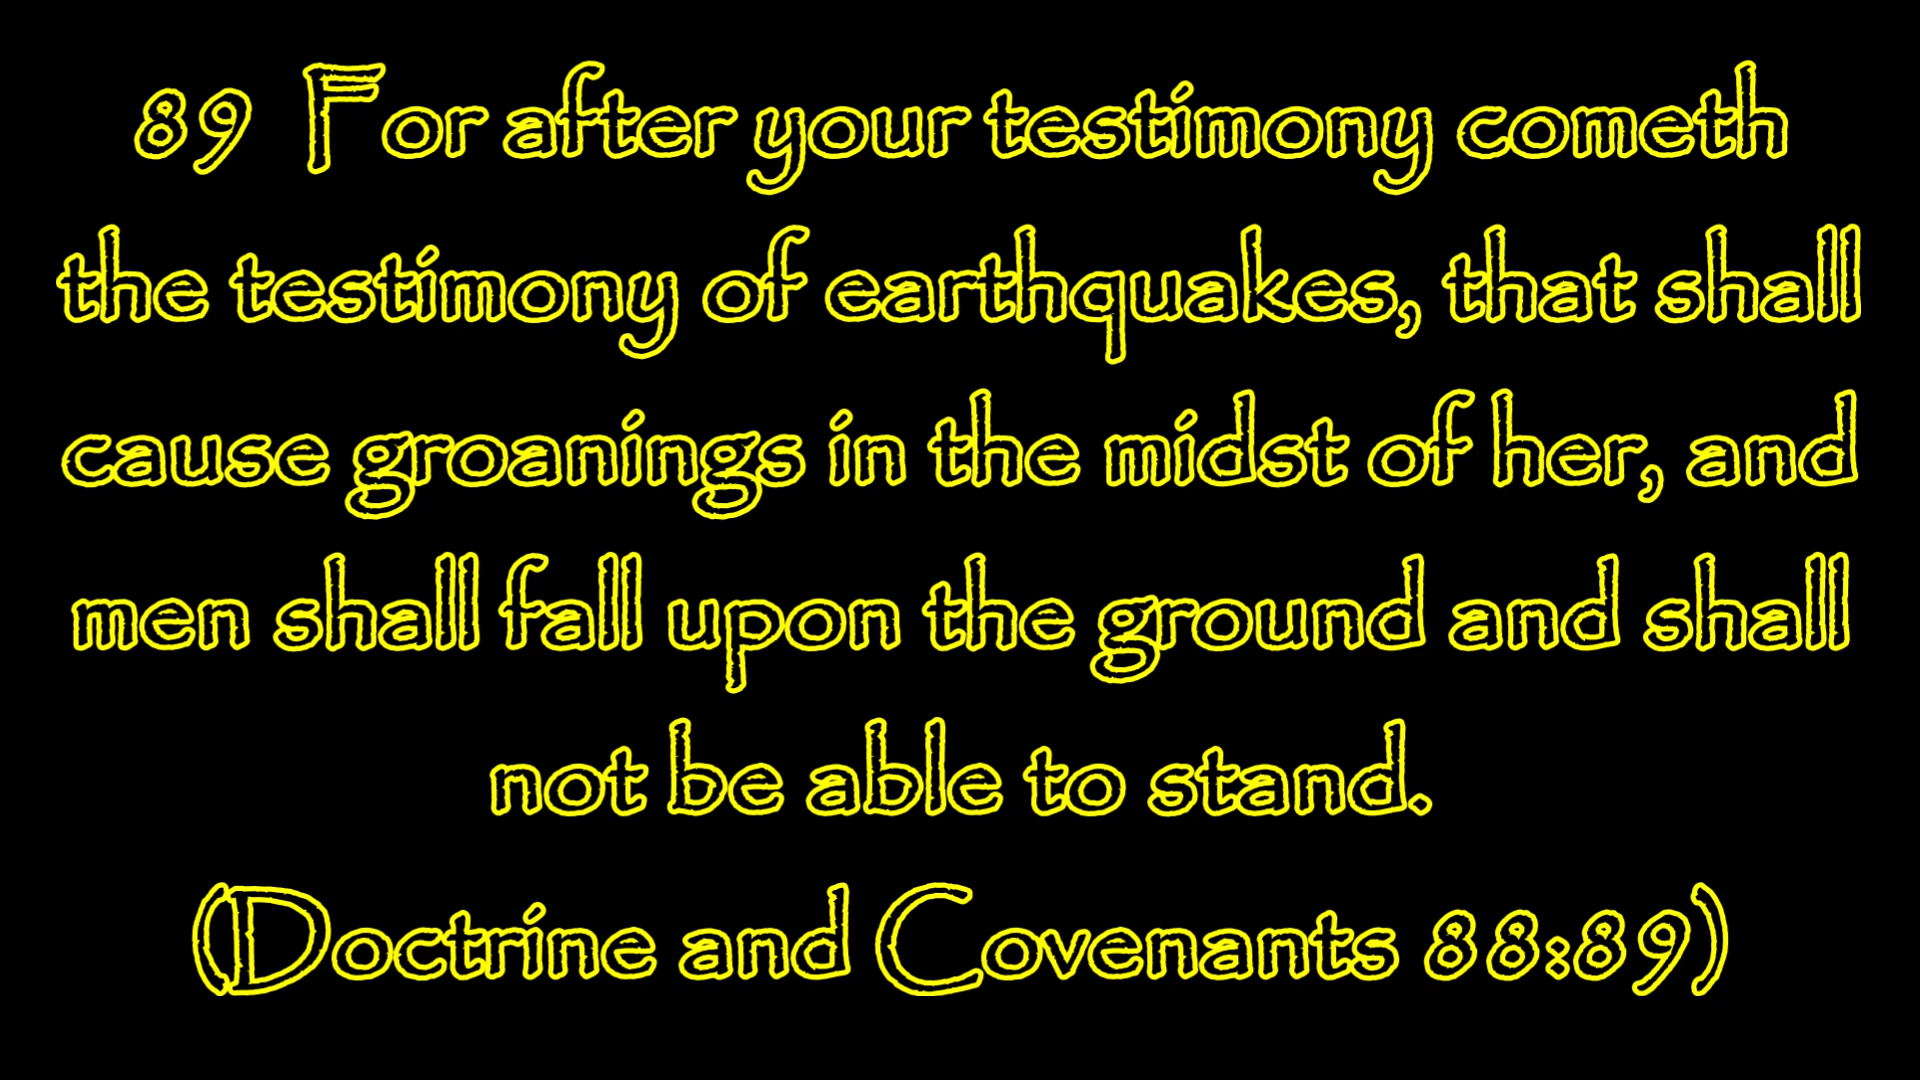 89 For after your testimony cometh
the testimony of earthquakes, that shall
cause groanings in the midst of her, and
men shall fall upon the ground and shall
not be able to stand.
(Doctrine and Covenants 88:89)